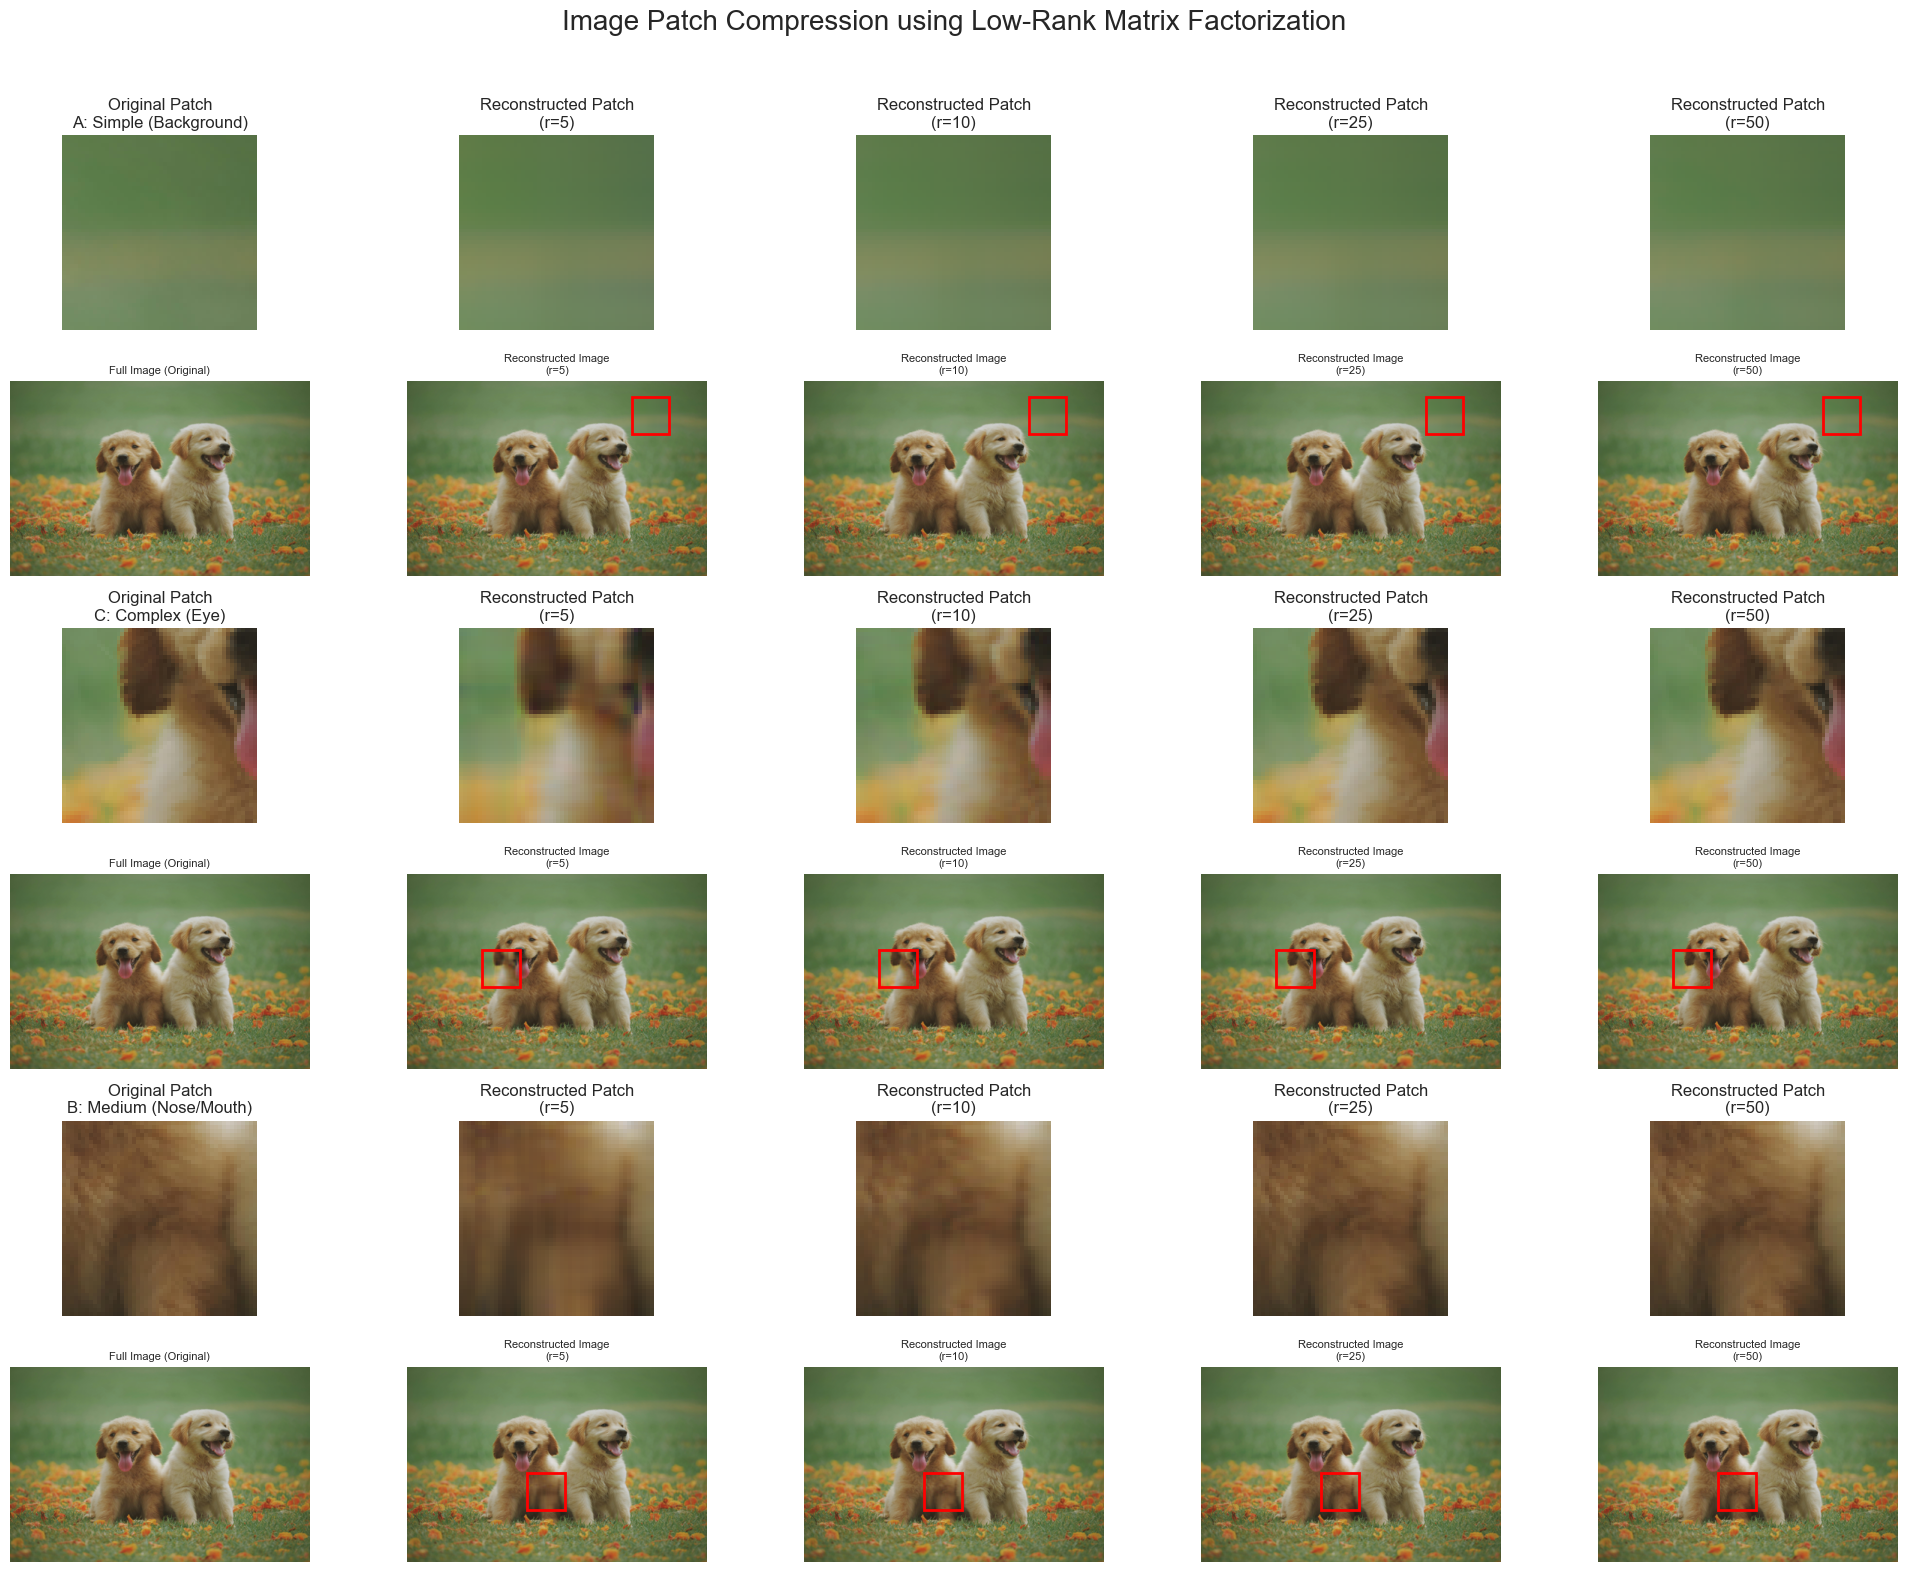 Image Patch Compression using Low-Rank Matrix Factorization
Original Patch
A: Simple (Background)
Reconstructed Patch
(r=5)
Reconstructed Patch
(r=10)
Reconstructed Patch
(r=25)
Reconstructed Patch
(r=50)
Full Image (Original)
Reconstructed Image
(r=5)
Reconstructed Image
(r=10)
Reconstructed Image
(r=25)
Reconstructed Image
(r=50)
Original Patch
C: Complex (Eye)
Reconstructed Patch
(r=5)
Reconstructed Patch
(r=10)
Reconstructed Patch
(r=25)
Reconstructed Patch
(r=50)
Full Image (Original)
Reconstructed Image
(r=5)
Reconstructed Image
(r=10)
Reconstructed Image
(r=25)
Reconstructed Image
(r=50)
Original Patch
B: Medium (Nose/Mouth)
Reconstructed Patch
(r=5)
Reconstructed Patch
(r=10)
Reconstructed Patch
(r=25)
Reconstructed Patch
(r=50)
Full Image (Original)
Reconstructed Image
(r=5)
Reconstructed Image
(r=10)
Reconstructed Image
(r=25)
Reconstructed Image
(r=50)